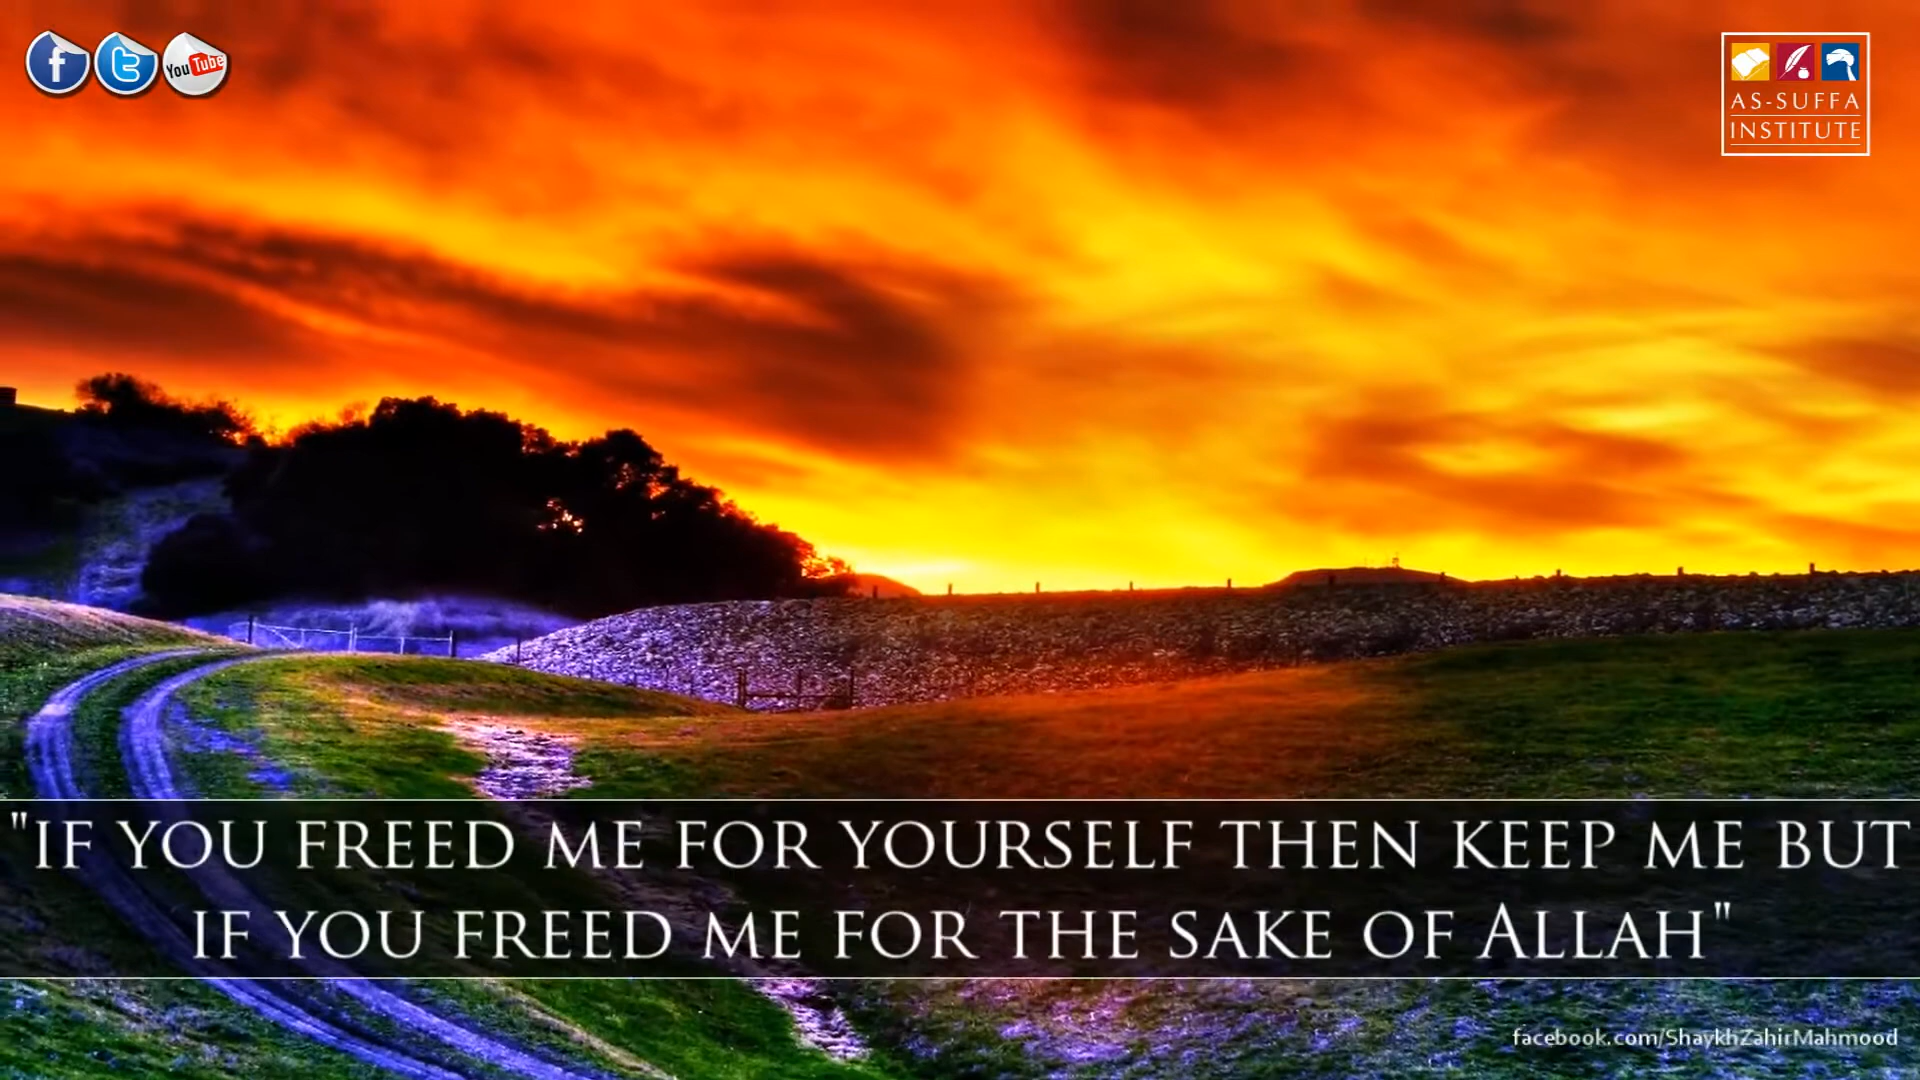 f
t
You Tube
AS-SUFFA
INSTITUTE
"IF YOU FREED ME FOR YOURSELF THEN KEEP ME BUT
IF YOU FREED ME FOR THE SAKE OF ALLAH"
facebook.com/ShaykhZahirMahmood